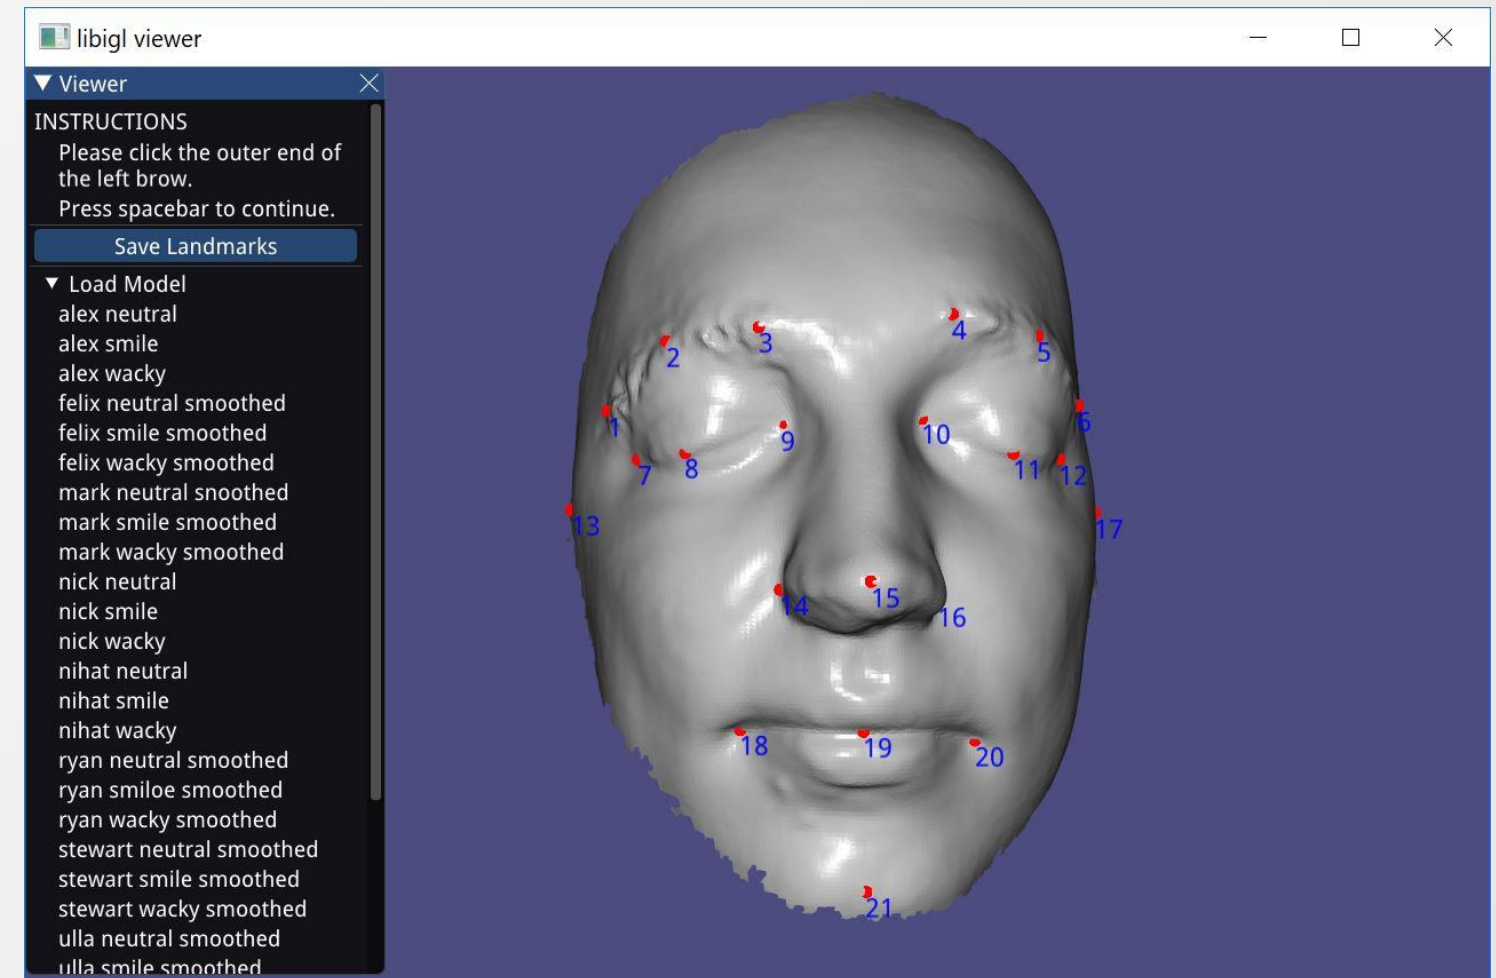 libigl viewer
Viewer
INSTRUCTIONS
Please click the outer end of
the left brow.
Press spacebar to continue.
Save Landmarks
Load Model
alex neutral
alex smile
alex wacky
felix neutral smoothed
felix smile smoothed
felix wacky smoothed
mark neutral snoothed
mark smile smoothed
mark wacky smoothed
nick neutral
nick smile
nick wacky
nihat neutral
nihat smile
nihat wacky
ryan neutral smoothed
ryan smiloe smoothed
ryan wacky smoothed
stewart neutral smoothed
stewart smile smoothed
stewart wacky smoothed
ulla neutral smoothed
ulla smile smoothed
1
2
3
4
5
6
7
8
9
10
11
12
13
14
15
16
17
18
19
20
21